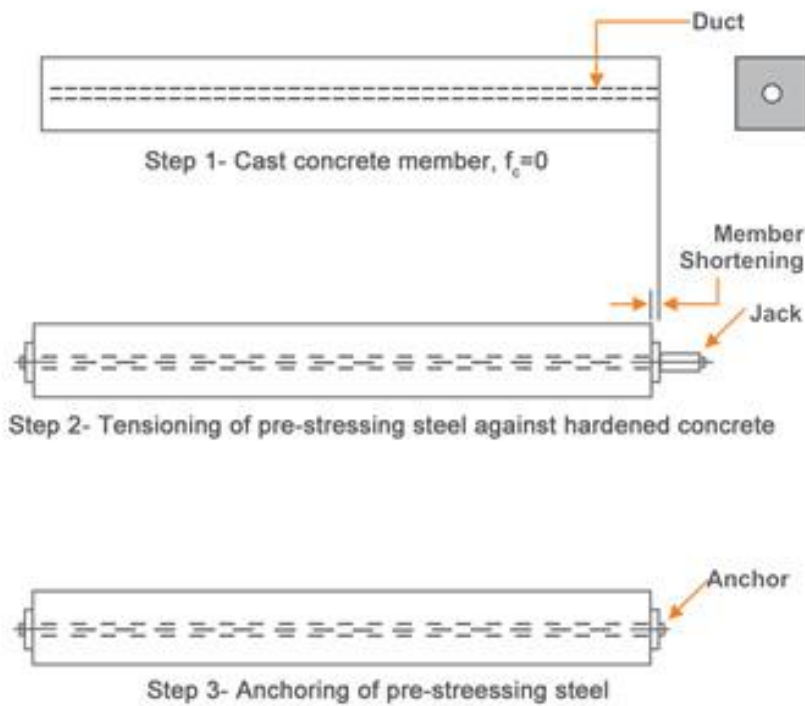 Duct
Step 1- Cast concrete member, f꜀=0
Member
Shortening
Jack
Step 2- Tensioning of pre-stressing steel against hardened concrete
Anchor
Step 3- Anchoring of pre-streessing steel